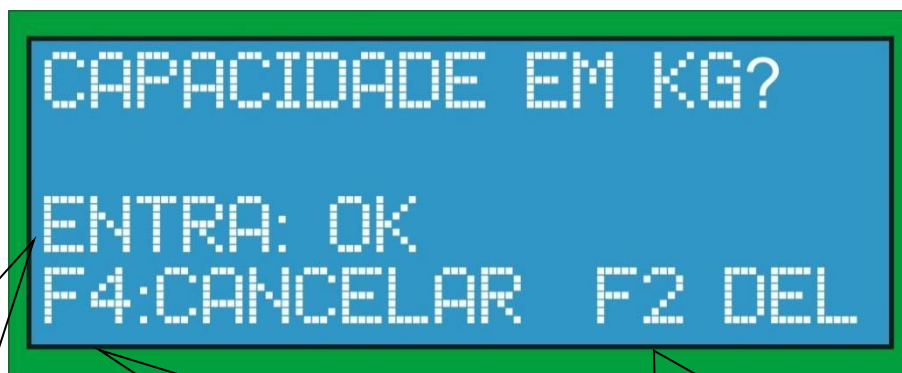 CAPACIDADE EM KG?
ENTRA: OK
F4:CANCELAR F2 DEL